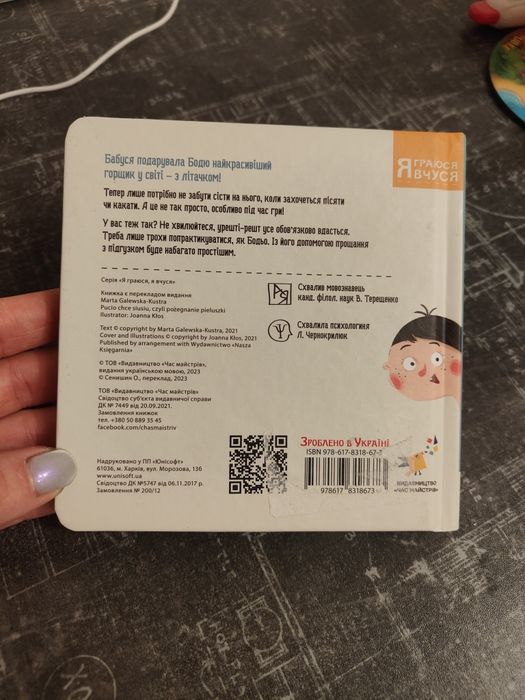 Я ГРАЮСЯ
ВЧУСЯ
Бабуся подарувала Бодю найкрасивіший
горщик у світі – з літачком!
Тепер лише потрібно не забути сісти на нього, коли захочеться пісяти
чи какати. А це не так просто, особливо під час гри!
У вас теж так? Не хвилюйтеся, урешті-решт усе обов'язково вдасться.
Треба лише трохи попрактикуватися, як Бодьо. Із його допомогою прощання
з підгузком буде набагато простішим.
Серія «Я граюся, я вчуся»
Книжка є перекладом видання
Marta Galewska-Kustra
Pucio chce siusiu, czyli pożegnanie pieluszki
Ilustrator: Joanna Kłos
Text © copyright by Marta Galewska-Kustra, 2021
Cover and illustrations © copyright by Joanna Kłos, 2021
Published by arrangement with Wydawnictwo «Nasza
Księgarnia»
© ТОВ «Видавництво «Час майстрів»,
видання українською мовою, 2023
© Сенишин О., переклад, 2023
ТОВ «Видавництво «Час майстрів»
Свідоцтво суб'єкта видавничої справи
ДК № 7449 від 20.09.2021.
Замовлення книжок
тел. +380 50 889 35 45
facebook.com/chasmaistriv
Надруковано у ПП «Юнісофт»
61036, м. Харків, вул. Морозова, 13б
www.unisoft.ua
Свідоцтво ДК №5747 від 06.11.2017 р.
Замовлення № 200/12
Схвалив мовознавець
канд. філол. наук В. Терещенко
Схвалила психологиня
Л. Чернокрилюк
ЗРОБЛЕНО В УКРАЇНІ
ISBN 978-617-8318-67-3
9786178318673
ВИДАВНИЦТВО
«ЧАС МАЙСТРІВ»